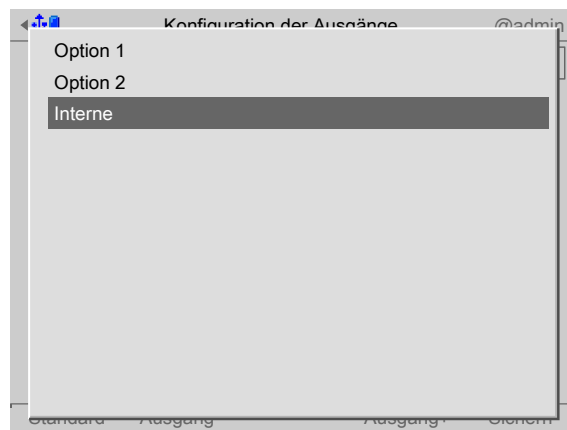 Konfiguration der Ausgänge @admin
Option 1
Option 2
Interne
Standard Ausgang Ausgang+ Sichern